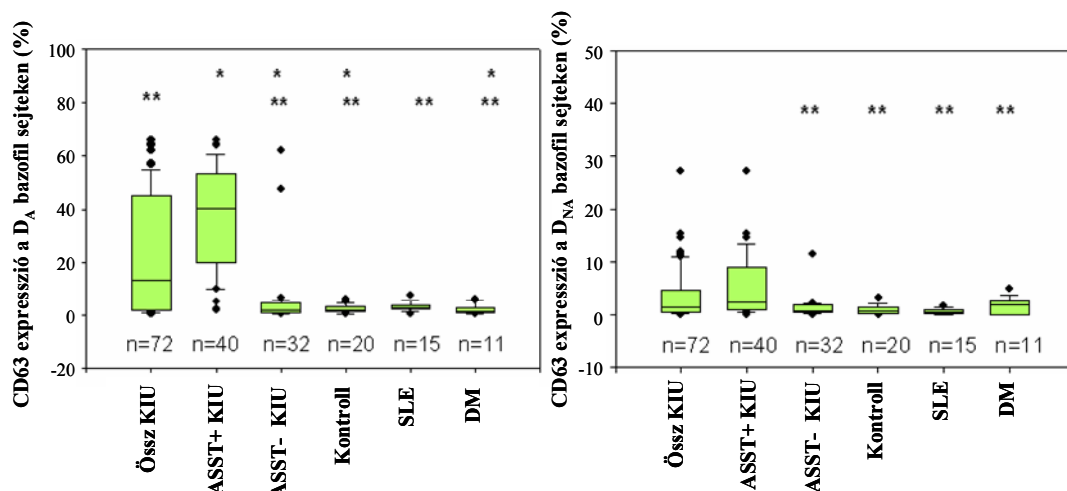 CD63 expresszió a D_A bazofil sejteken (%)
100
80
60
40
20
0
-20
* * * *
** ** ** ** **
n=72 n=40 n=32 n=20 n=15 n=11
Össz KIU
ASST+ KIU
ASST- KIU
Kontroll
SLE
DM
CD63 expresszió a D_NA bazofil sejteken (%)
50
40
30
20
10
0
-10
** ** ** **
n=72 n=40 n=32 n=20 n=15 n=11
Össz KIU
ASST+ KIU
ASST- KIU
Kontroll
SLE
DM